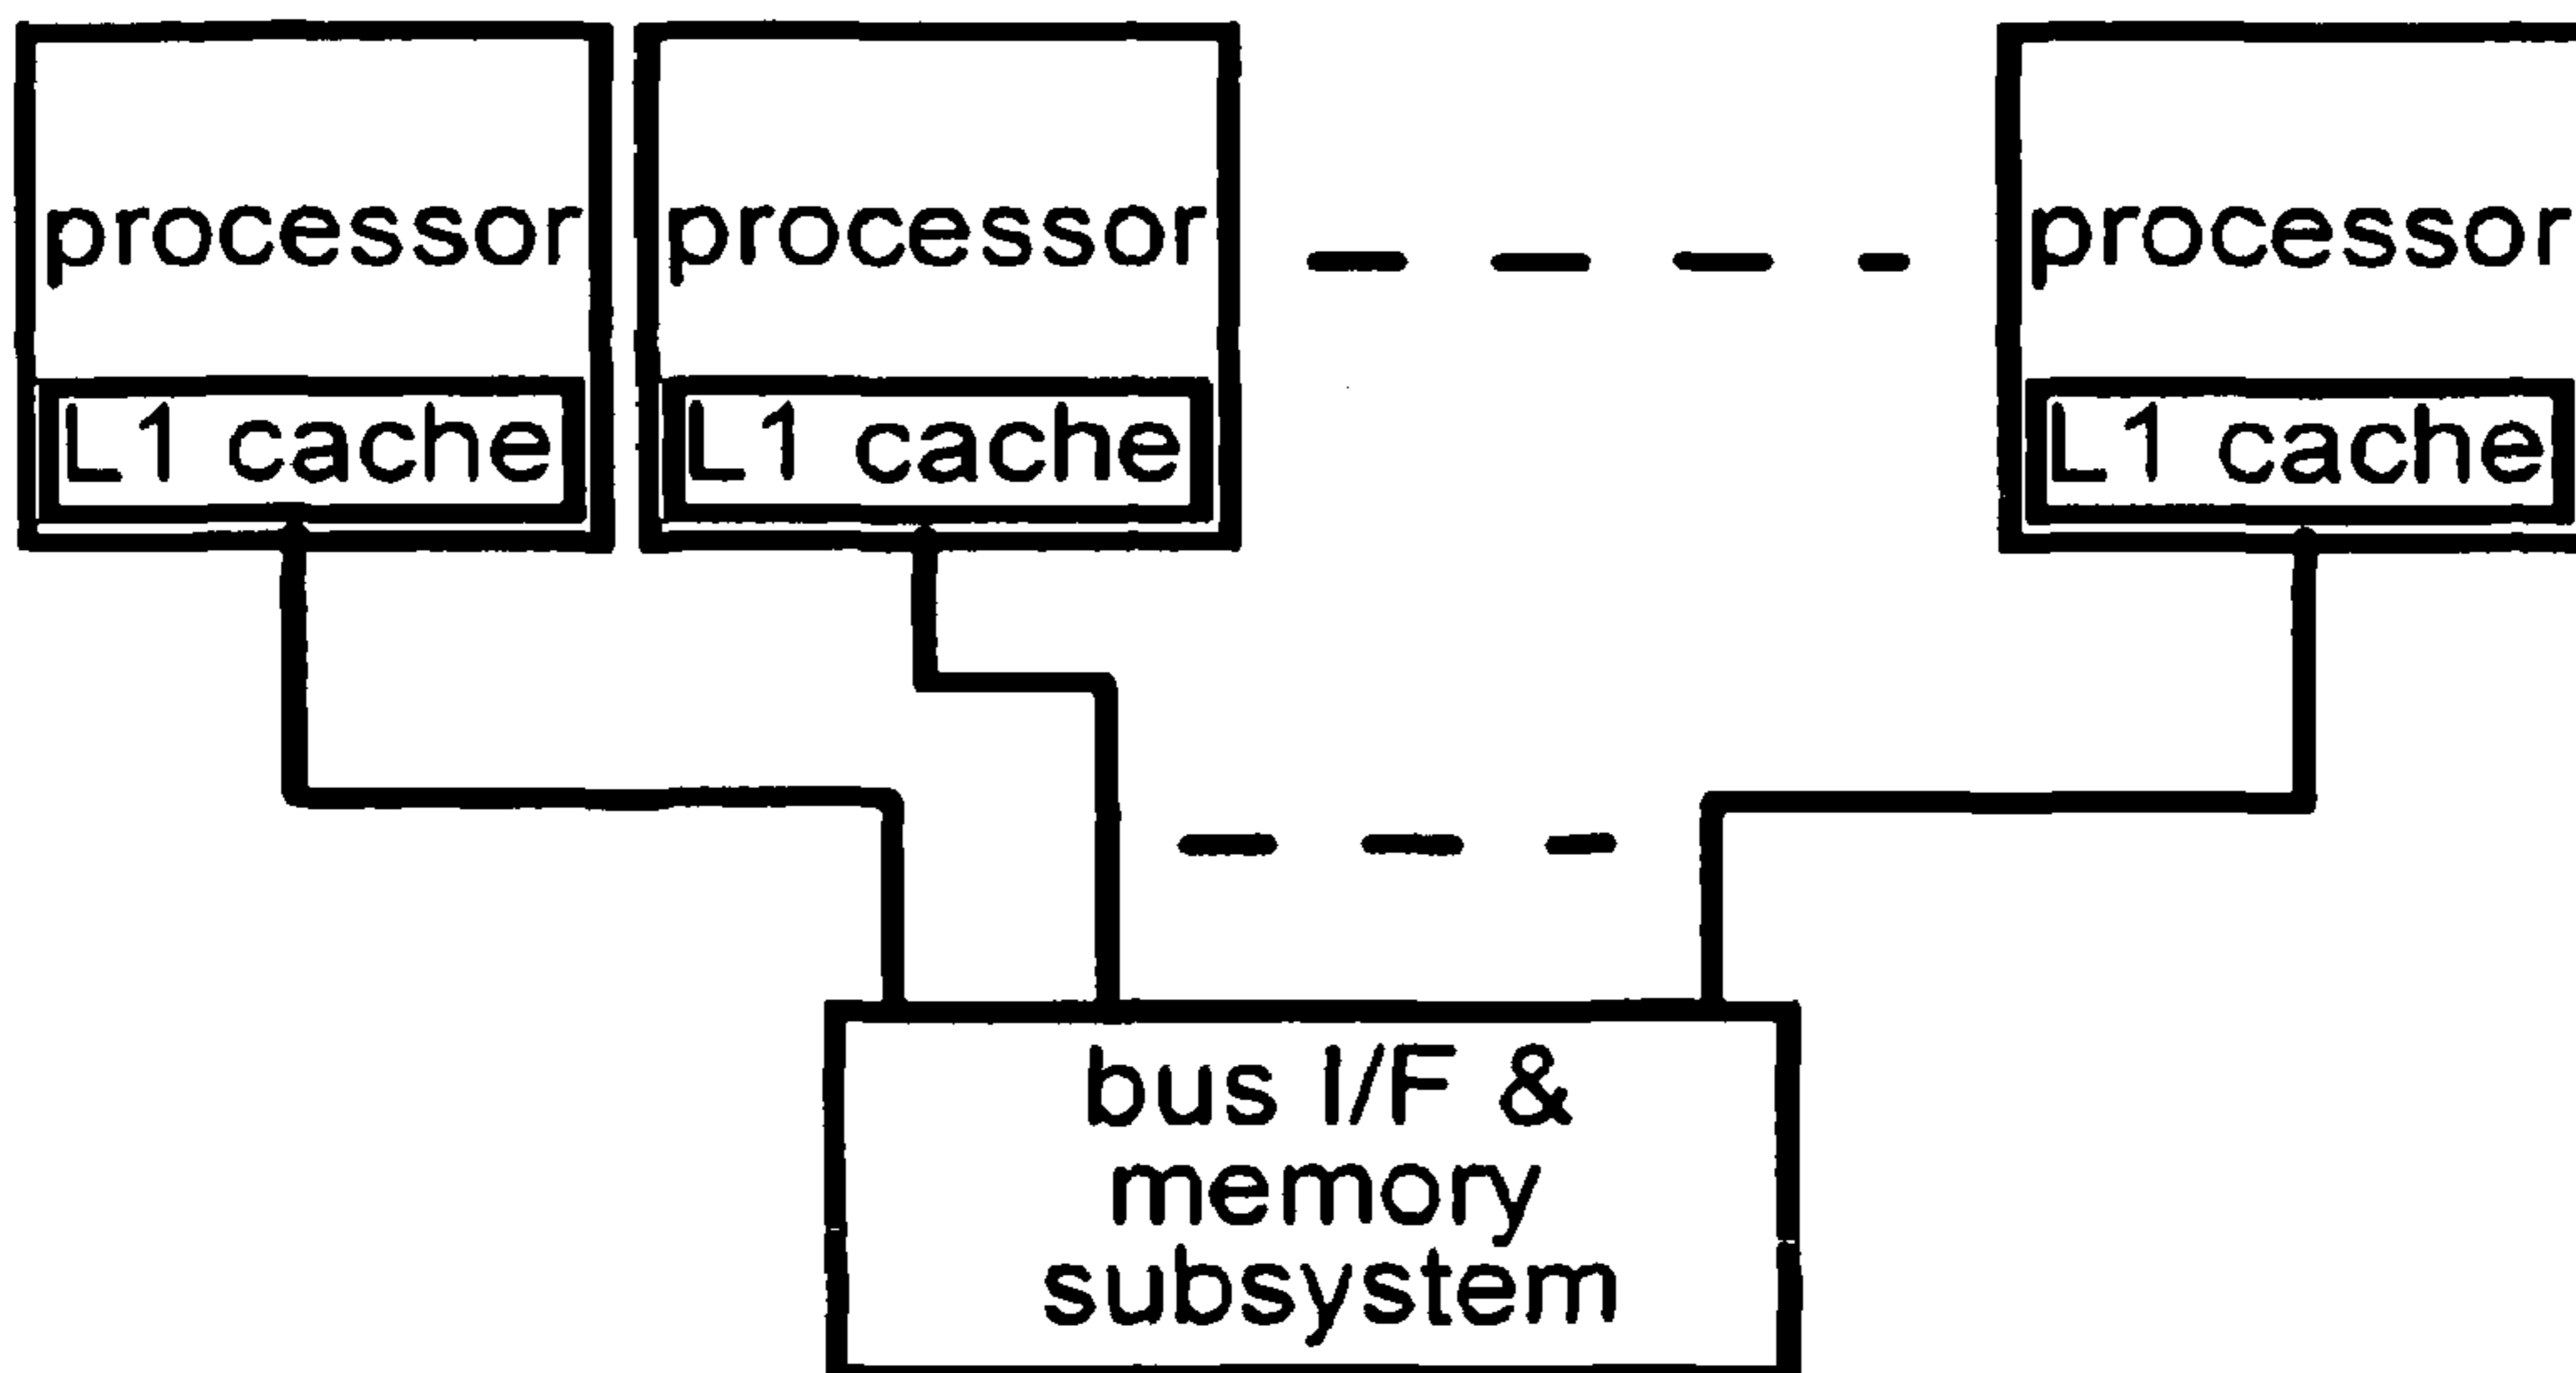 processor
processor
processor
L1 cache
L1 cache
L1 cache
bus I/F &
memory
subsystem